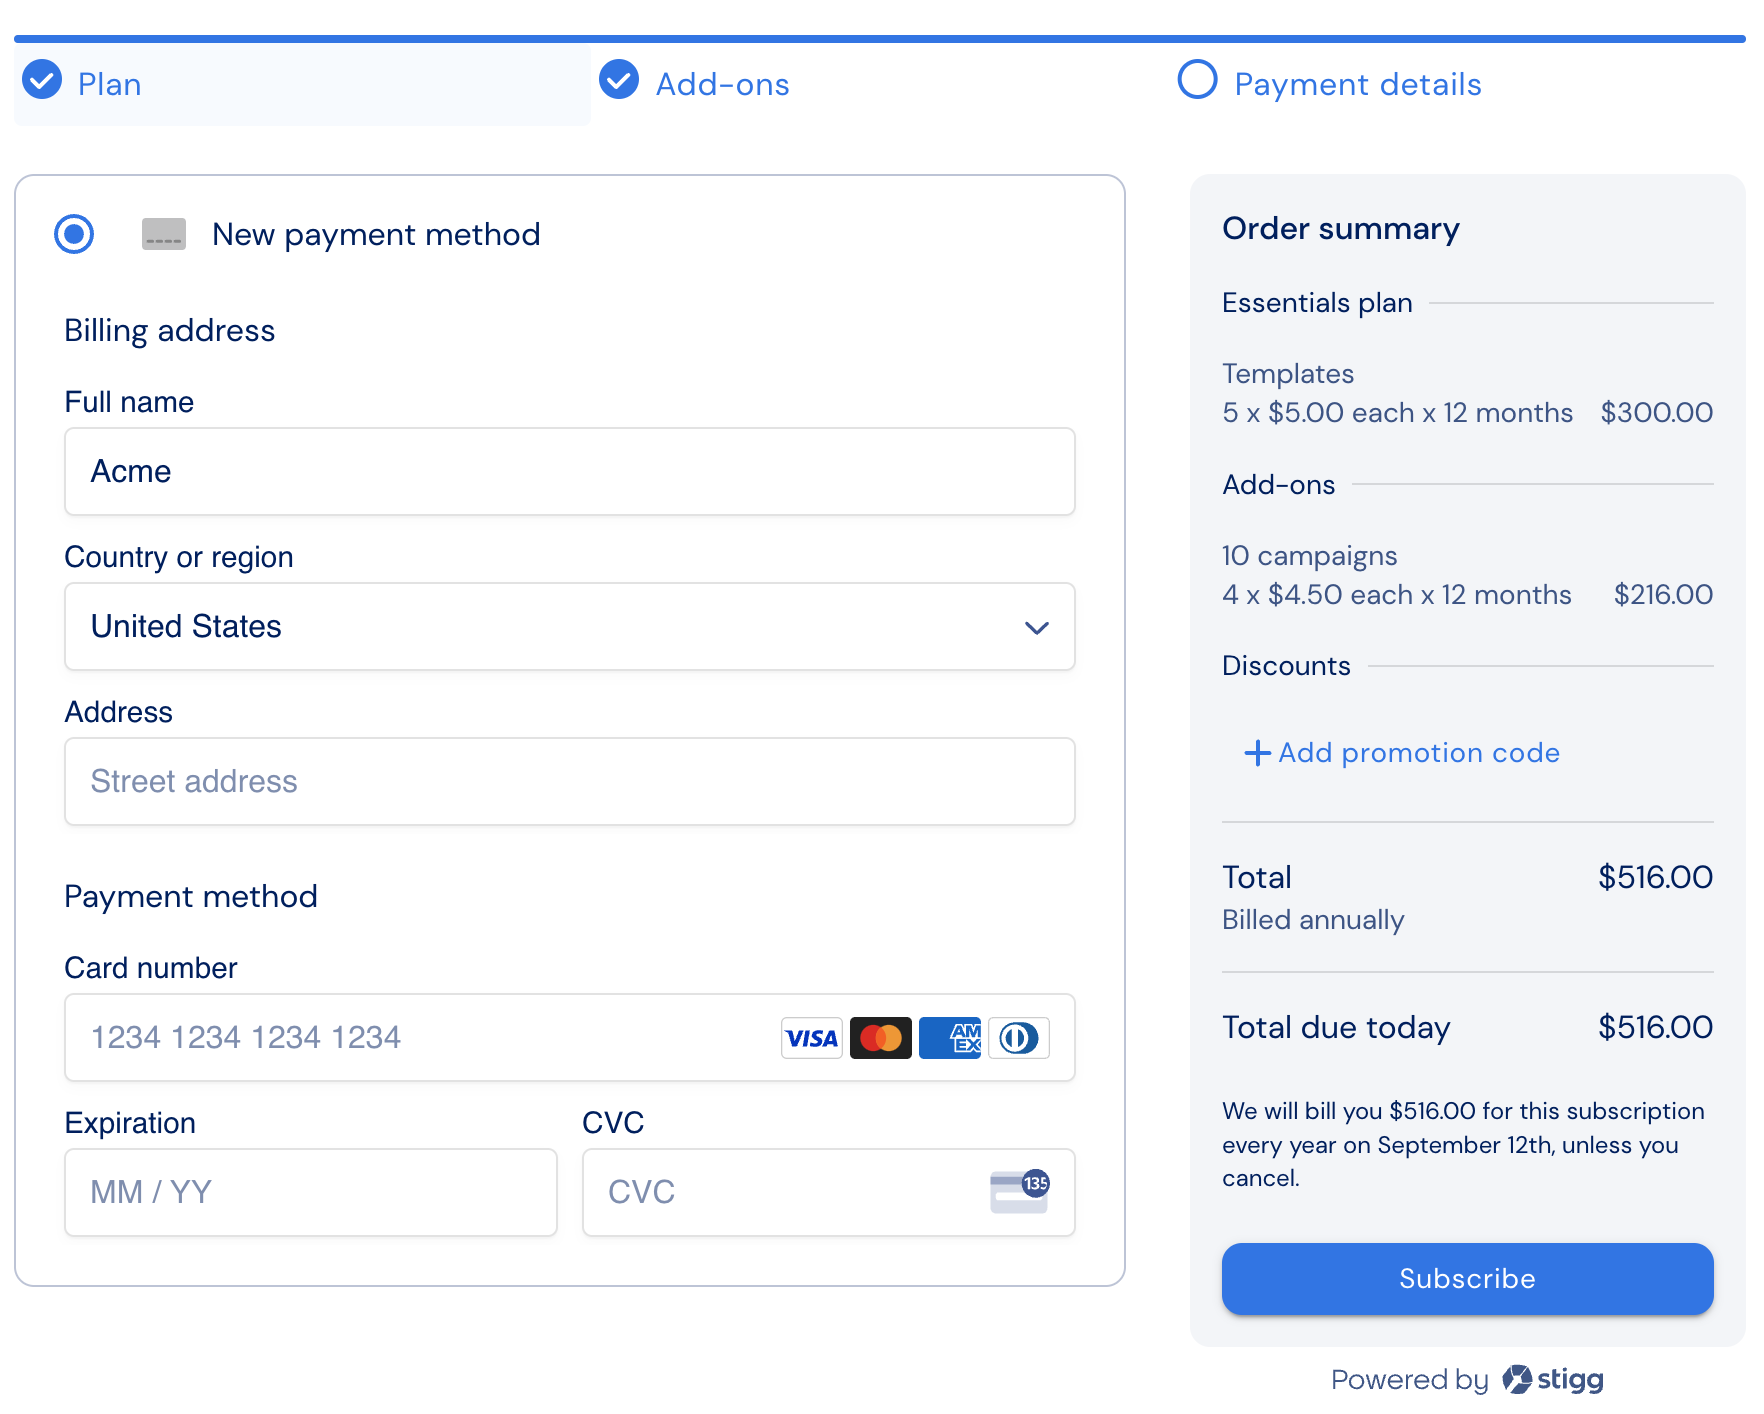 Plan
Add-ons
Payment details
New payment method
Billing address
Full name
Acme
Country or region
United States
Address
Street address
Payment method
Card number
1234 1234 1234 1234
VISA
AM
EX
Expiration
CVC
MM / YY
CVC
135
Order summary
Essentials plan
Templates
5 x $5.00 each x 12 months $300.00
Add-ons
10 campaigns
4 x $4.50 each x 12 months $216.00
Discounts
+ Add promotion code
Total $516.00
Billed annually
Total due today $516.00
We will bill you $516.00 for this subscription
every year on September 12th, unless you
cancel.
Subscribe
Powered by stigg